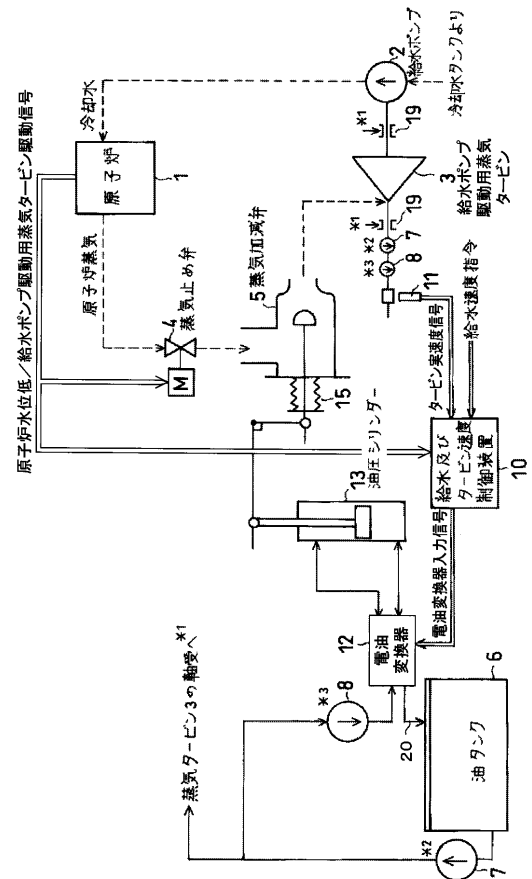 原子炉水位低/給水ポンプ駆動用蒸気タービン駆動信号
冷却水
原子炉
1
原子炉蒸気
4
蒸気止め弁
M
5 蒸気加減弁
15
給水ポンプ
2
冷却水タンクより
*1
19
3
給水ポンプ
駆動用蒸気
タービン
*1
19
*2
7
*3
8
11
タービン実速度信号
給水速度指令
給水及び
タービン速度
制御装置
10
電油変換器入力信号
13
油圧シリンダー
12
電油
変換器
蒸気タービン3の軸受へ*1
*3
8
20
6
油タンク
*2
7